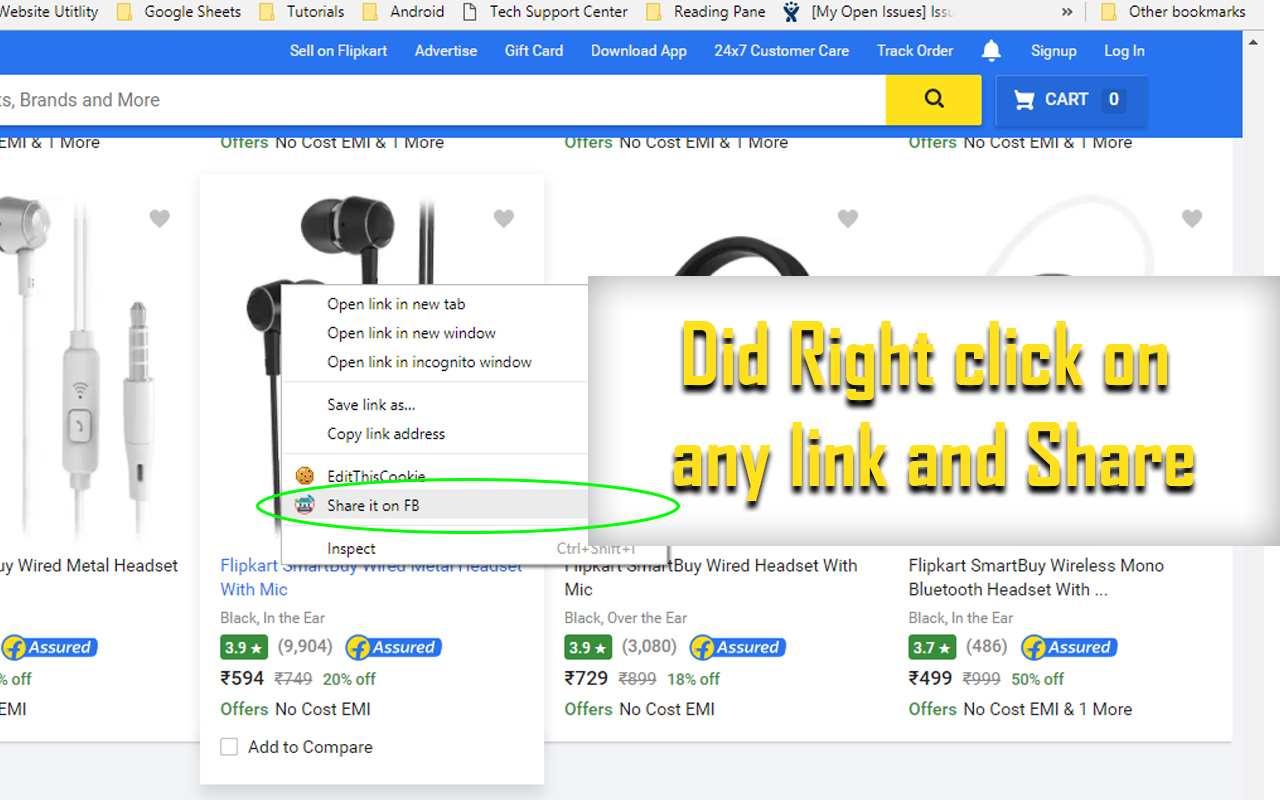 Website Utitlity Google Sheets Tutorials Android Tech Support Center Reading Pane [My Open Issues] Issu » Other bookmarks
Sell on Flipkart Advertise Gift Card Download App 24x7 Customer Care Track Order Signup Log In
ts, Brands and More CART 0
EMI & 1 More Offers No Cost EMI & 1 More Offers No Cost EMI & 1 More Offers No Cost EMI & 1 More
Open link in new tab
Open link in new window
Open link in incognito window
Save link as...
Copy link address
EditThisCookie
Share it on FB
Inspect Ctrl+Shift+I
Did Right click on
any link and Share
uy Wired Metal Headset
Assured
% off
EMI
Flipkart SmartBuy Wired Metal Headset
With Mic
Black, In the Ear
3.9 ★ (9,904) Assured
₹594 ₹749 20% off
Offers No Cost EMI
Add to Compare
Flipkart SmartBuy Wired Headset With
Mic
Black, Over the Ear
3.9 ★ (3,080) Assured
₹729 ₹899 18% off
Offers No Cost EMI
Flipkart SmartBuy Wireless Mono
Bluetooth Headset With ...
Black, In the Ear
3.7 ★ (486) Assured
₹499 ₹999 50% off
Offers No Cost EMI & 1 More